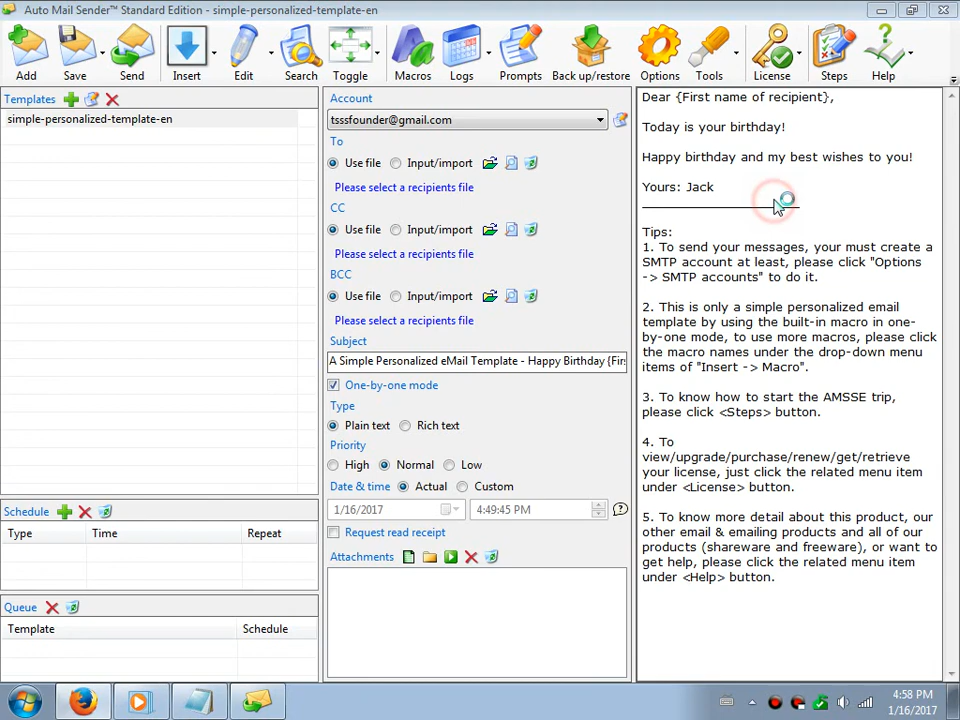 Auto Mail Sender™ Standard Edition - simple-personalized-template-en
Add
Save
Send
Insert
Edit
Search
Toggle
Macros
Logs
Prompts
Back up/restore
Options
Tools
License
Steps
Help
Templates
simple-personalized-template-en
Schedule
Type Time Repeat
Queue
Template Schedule
Account
tsssfounder@gmail.com
To
Use file Input/import
Please select a recipients file
CC
Use file Input/import
Please select a recipients file
BCC
Use file Input/import
Please select a recipients file
Subject
A Simple Personalized eMail Template - Happy Birthday {Firs
One-by-one mode
Type
Plain text Rich text
Priority
High Normal Low
Date & time Actual Custom
1/16/2017 4:49:45 PM
Request read receipt
Attachments
Dear {First name of recipient},
Today is your birthday!
Happy birthday and my best wishes to you!
Yours: Jack
Tips:
1. To send your messages, your must create a
SMTP account at least, please click "Options
-> SMTP accounts" to do it.
2. This is only a simple personalized email
template by using the built-in macro in one-
by-one mode, to use more macros, please click
the macro names under the drop-down menu
items of "Insert -> Macro".
3. To know how to start the AMSSE trip,
please click <Steps> button.
4. To
view/upgrade/purchase/renew/get/retrieve
your license, just click the related menu item
under <License> button.
5. To know more detail about this product, our
other email & emailing products and all of our
products (shareware and freeware), or want to
get help, please click the related menu item
under <Help> button.
4:58 PM
1/16/2017